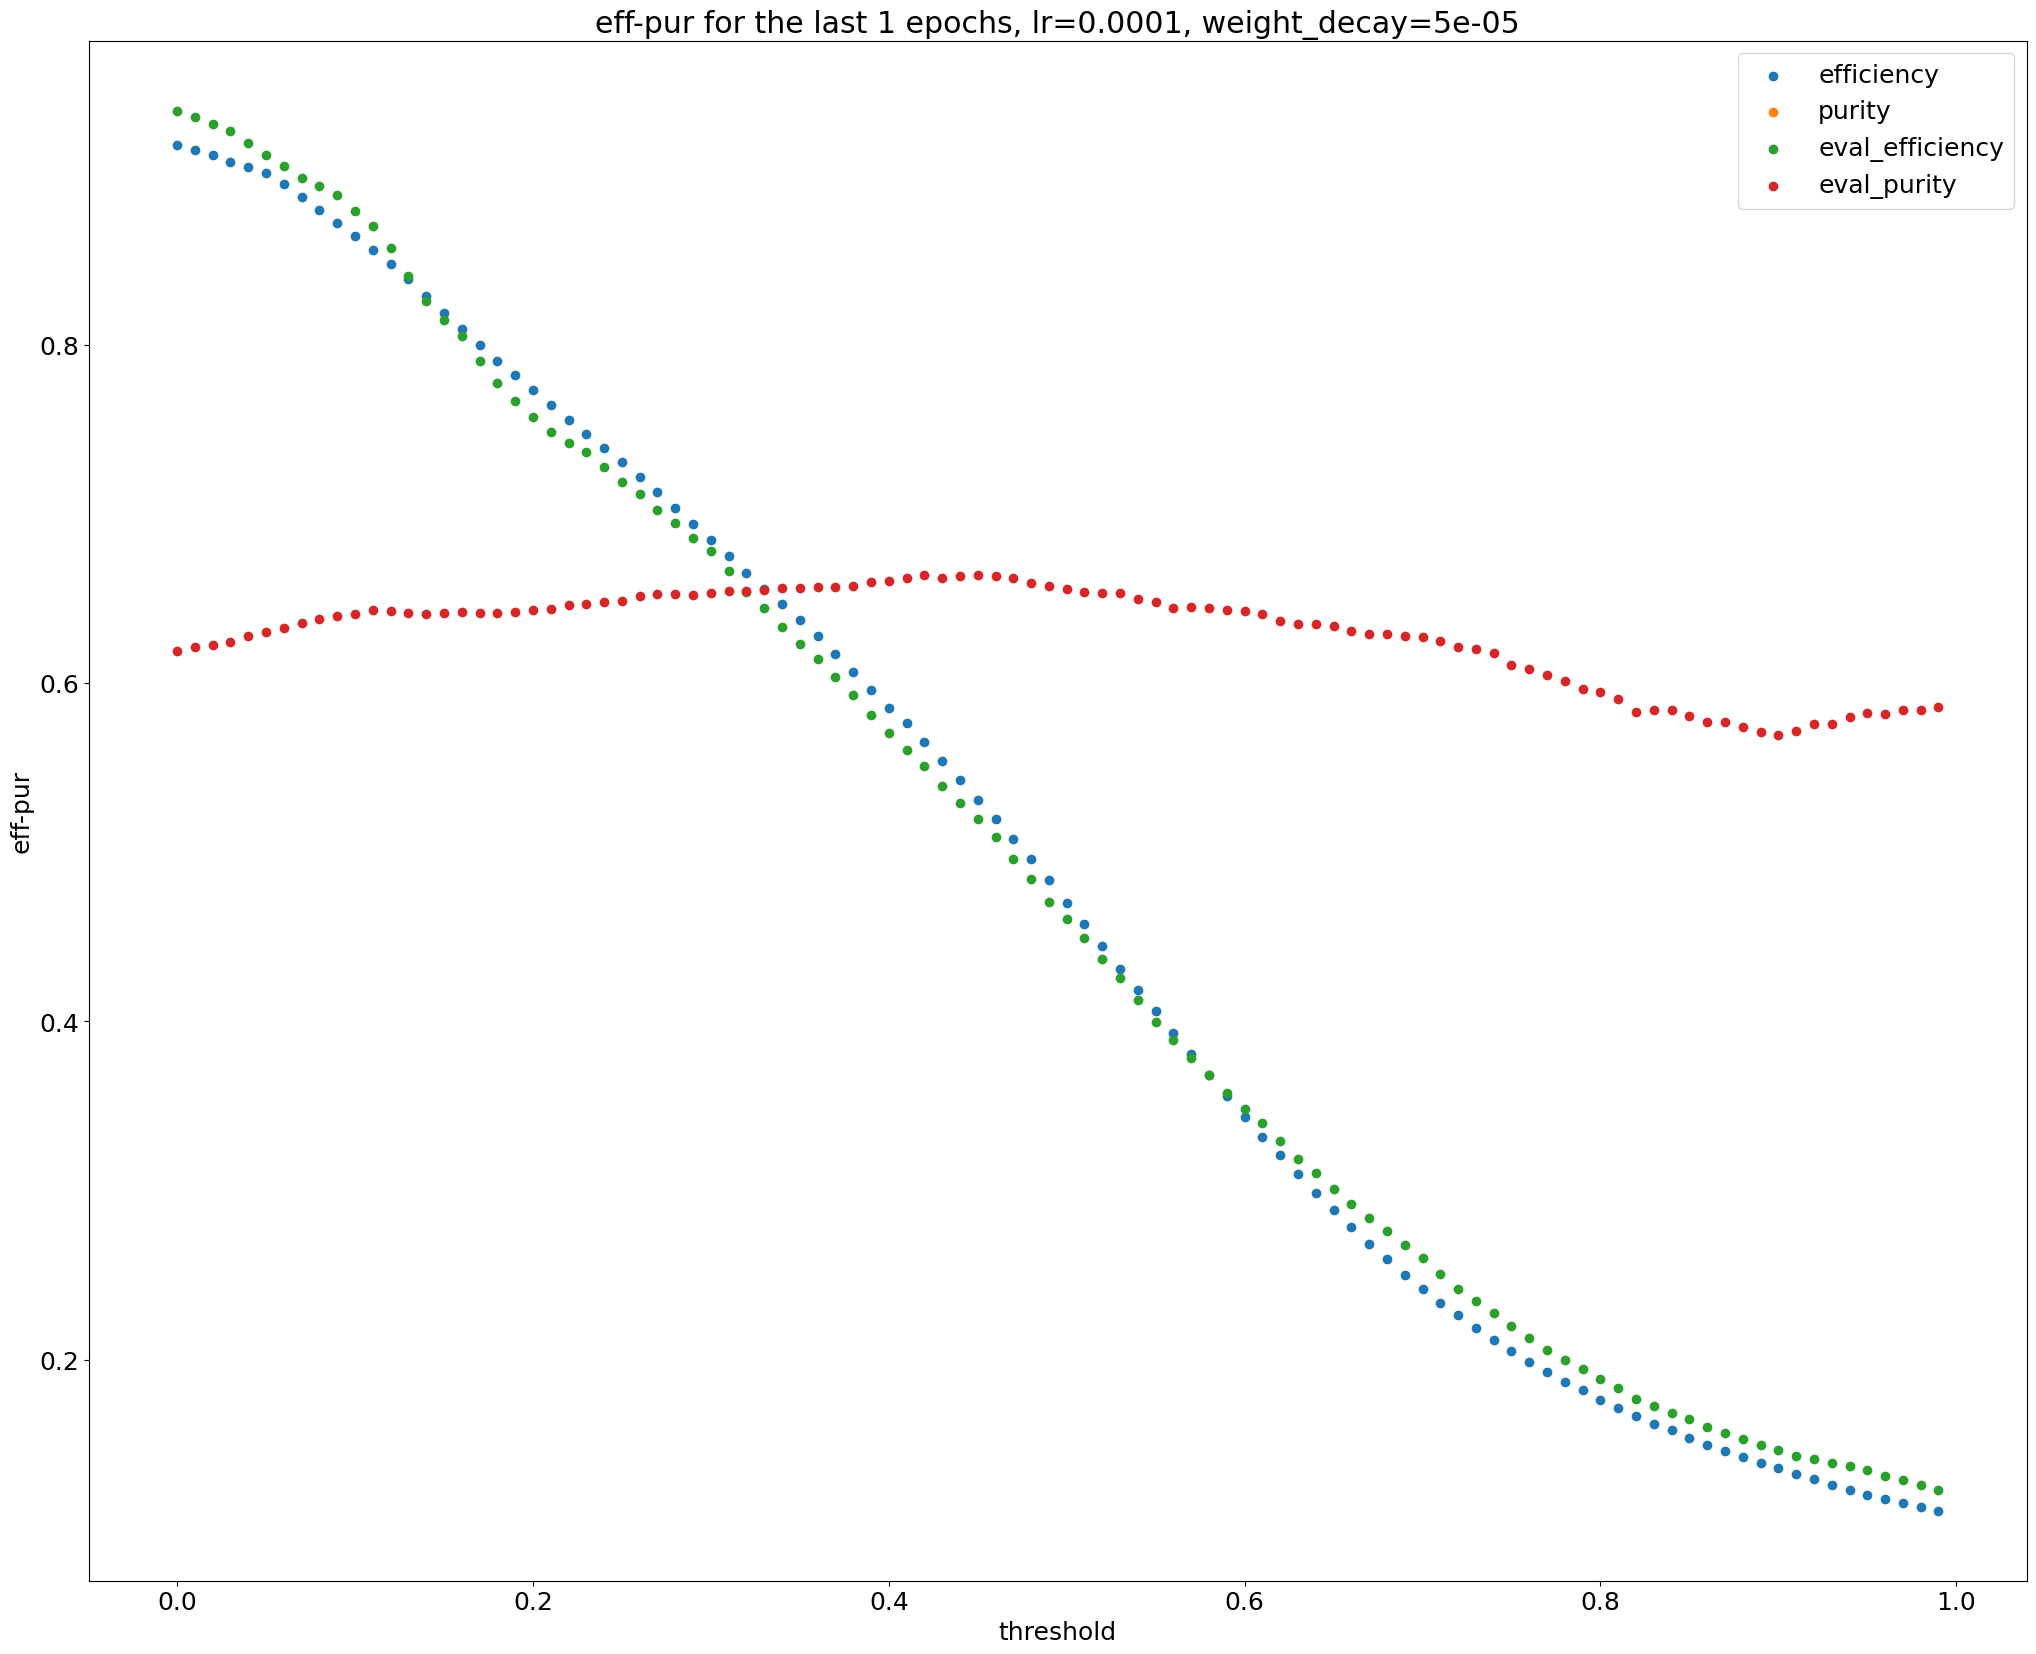 eff-pur for the last 1 epochs, lr=0.0001, weight_decay=5e-05
efficiency
purity
eval_efficiency
eval_purity
0.8
0.6
0.4
0.2
eff-pur
0.0 0.2 0.4 0.6 0.8 1.0
threshold